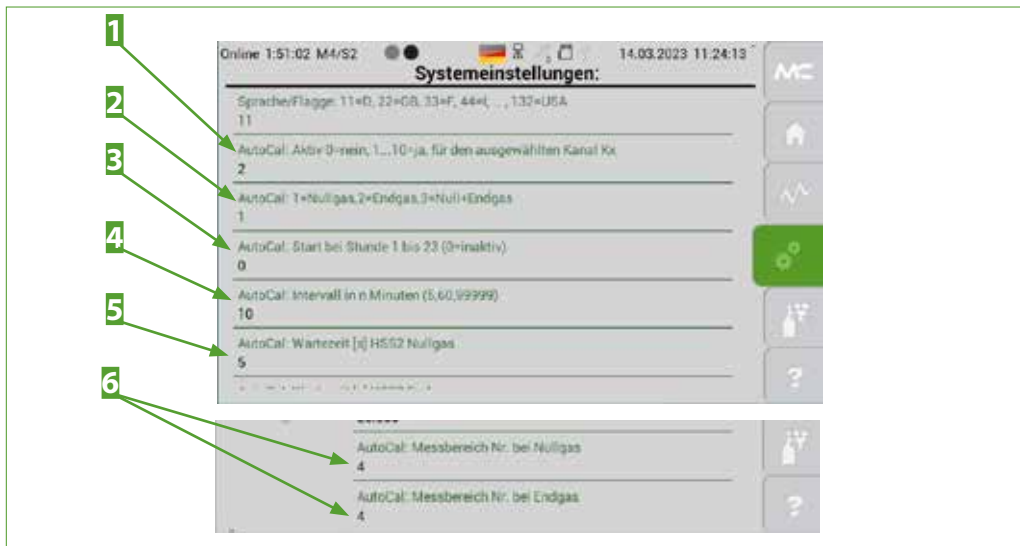 1
2
3
4
5
6
Online 1:51:02 M4/S2 14.03.2023 11:24:13
Systemeinstellungen:
Sprache/Flagge: 11=D, 22=GB, 33=F, 44=I, ... , 132=USA
11
AutoCal: Aktiv 0=nein, 1...10=ja, für den ausgewählten Kanal Kx
2
AutoCal: 1=Nullgas,2=Endgas,3=Null+Endgas
1
AutoCal: Start bei Stunde 1 bis 23 (0=inaktiv)
0
AutoCal: Intervall in n Minuten (5,60,99999)
10
AutoCal: Wartezeit [s] HSS2 Nullgas
5
MC
?
AutoCal: Messbereich Nr. bei Nullgas
4
AutoCal: Messbereich Nr. bei Endgas
4
?